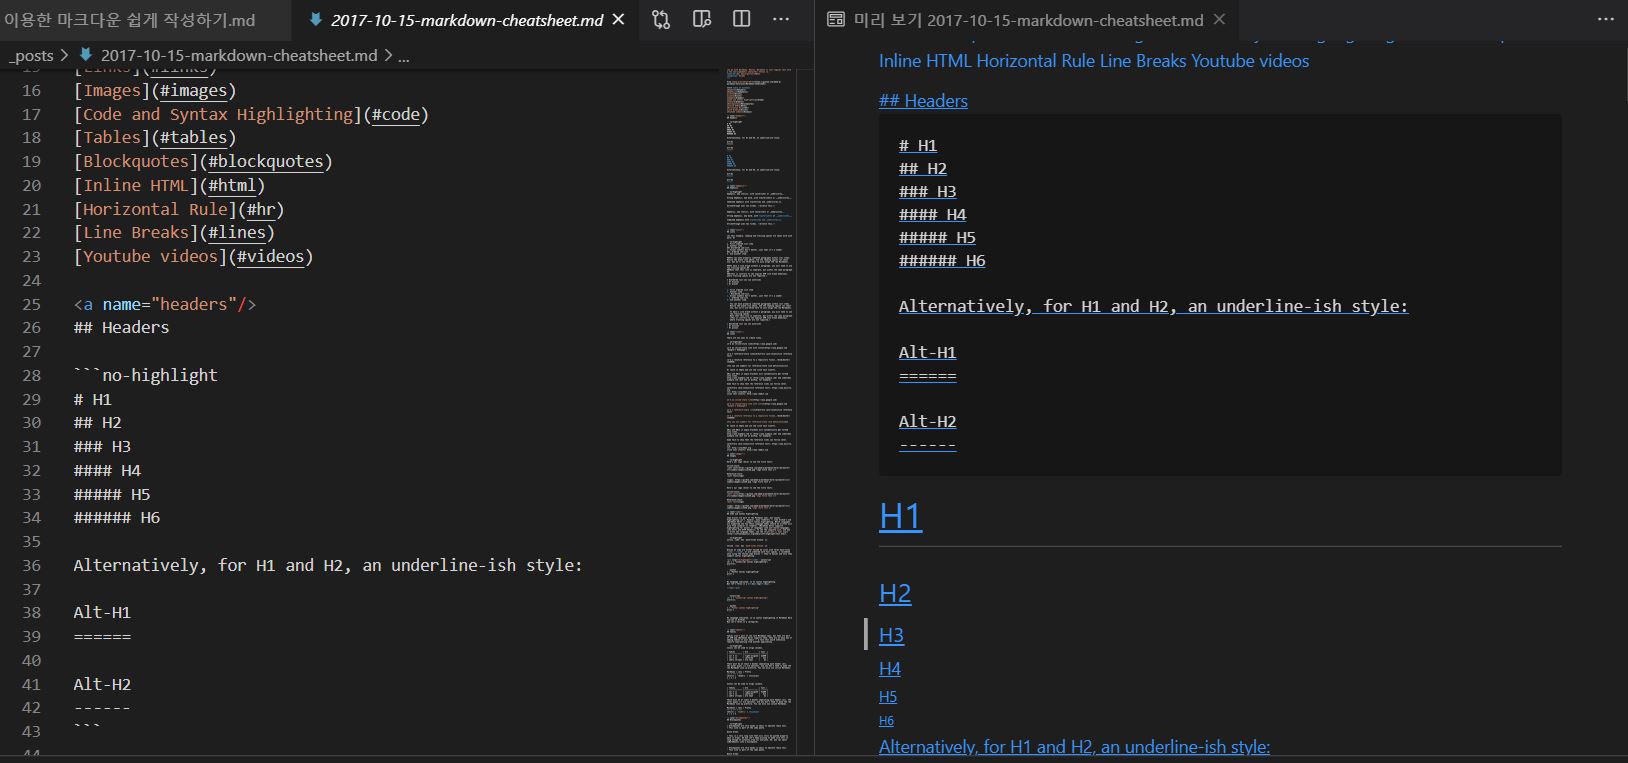 이용한 마크다운 쉽게 작성하기.md
2017-10-15-markdown-cheatsheet.md
_posts > 2017-10-15-markdown-cheatsheet.md > ...
[Links](#links)
16 [Images](#images)
17 [Code and Syntax Highlighting](#code)
18 [Tables](#tables)
19 [Blockquotes](#blockquotes)
20 [Inline HTML](#html)
21 [Horizontal Rule](#hr)
22 [Line Breaks](#lines)
23 [Youtube videos](#videos)
24
25 <a name="headers"/>
26 ## Headers
27
28 ```no-highlight
29 # H1
30 ## H2
31 ### H3
32 #### H4
33 ##### H5
34 ###### H6
35
36 Alternatively, for H1 and H2, an underline-ish style:
37
38 Alt-H1
39 ======
40
41 Alt-H2
42 ------
43 ```
44
미리 보기 2017-10-15-markdown-cheatsheet.md
Inline HTML Horizontal Rule Line Breaks Youtube videos
## Headers
# H1
## H2
### H3
#### H4
##### H5
###### H6
Alternatively, for H1 and H2, an underline-ish style:
Alt-H1
======
Alt-H2
------
H1
H2
H3
H4
H5
H6
Alternatively, for H1 and H2, an underline-ish style: